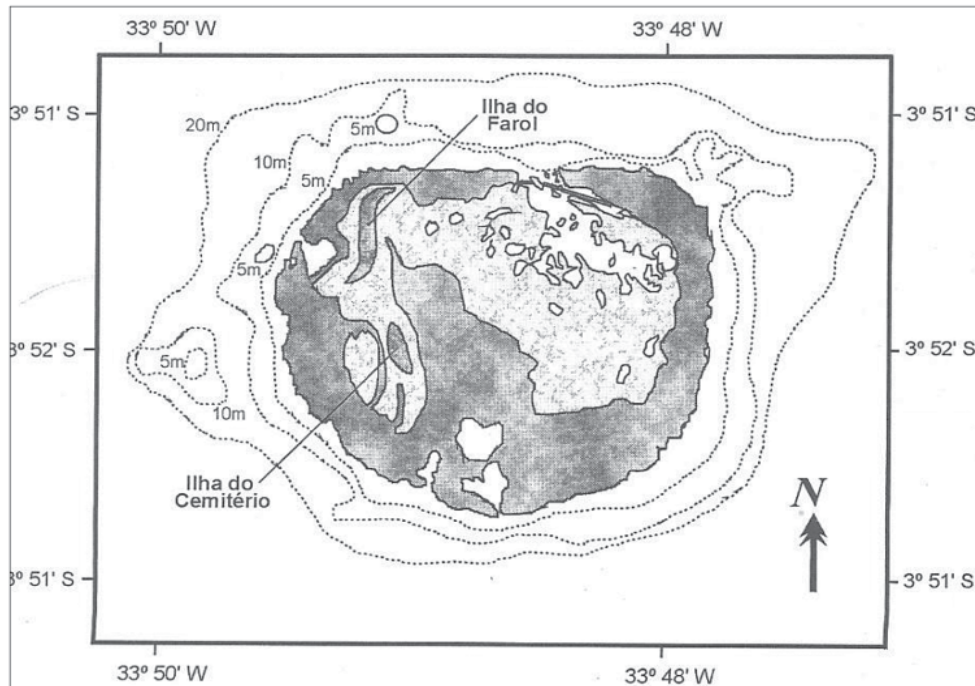 33º 50' W
33º 48' W
3º 51' S
3º 51' S
20m
5m
Ilha do
Farol
10m
5m
5m
3º 52' S
3º 52' S
5m
10m
Ilha do
Cemitério
N
3º 51' S
3º 51' S
33º 50' W
33º 48' W